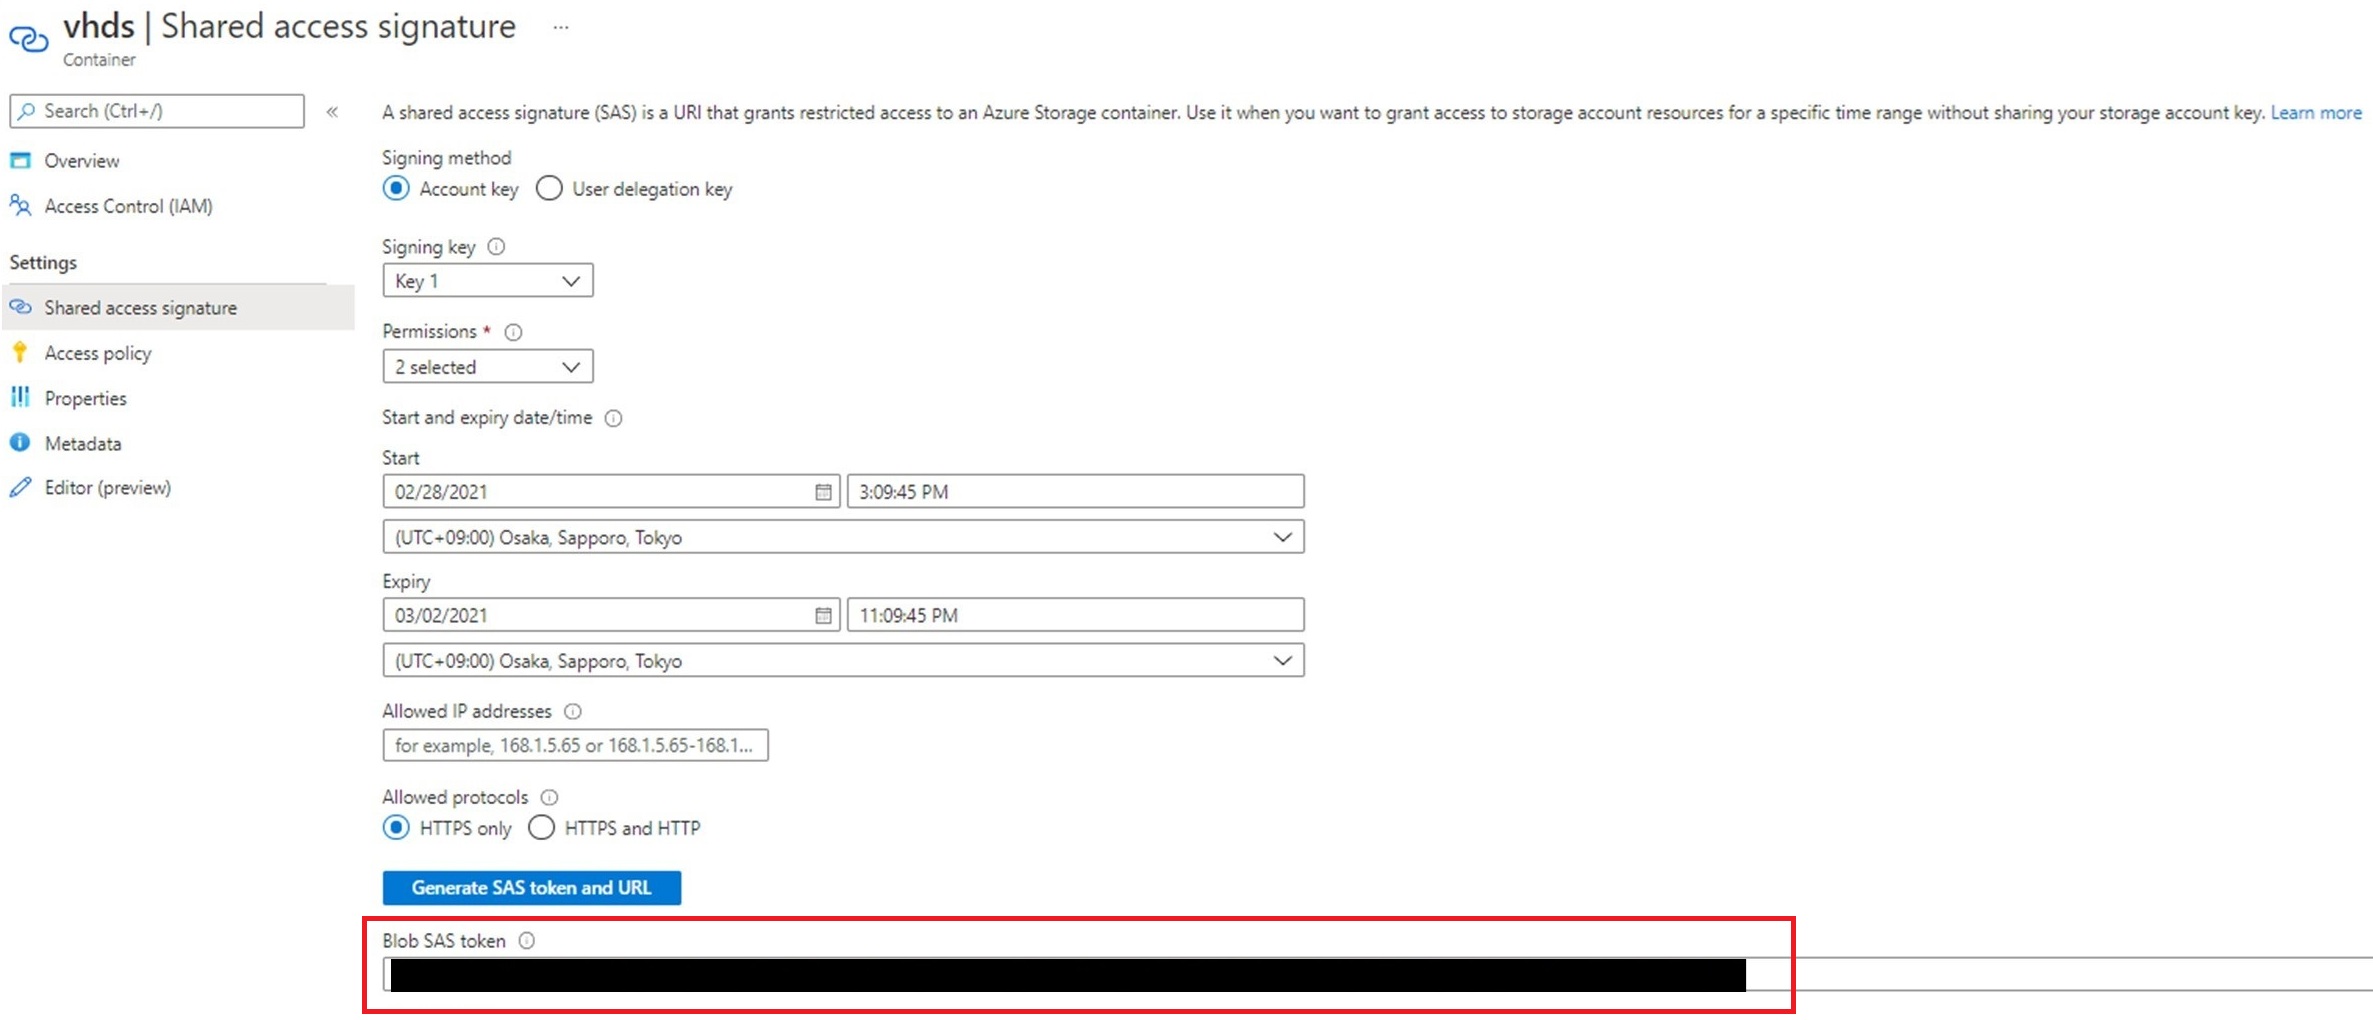 vhds | Shared access signature ...
Container
Search (Ctrl+/) «
Overview
Access Control (IAM)
Settings
Shared access signature
Access policy
Properties
Metadata
Editor (preview)
A shared access signature (SAS) is a URI that grants restricted access to an Azure Storage container. Use it when you want to grant access to storage account resources for a specific time range without sharing your storage account key. Learn more
Signing method
Account key User delegation key
Signing key
Key 1
Permissions *
2 selected
Start and expiry date/time
Start
02/28/2021 3:09:45 PM
(UTC+09:00) Osaka, Sapporo, Tokyo
Expiry
03/02/2021 11:09:45 PM
(UTC+09:00) Osaka, Sapporo, Tokyo
Allowed IP addresses
for example, 168.1.5.65 or 168.1.5.65-168.1...
Allowed protocols
HTTPS only HTTPS and HTTP
Generate SAS token and URL
Blob SAS token